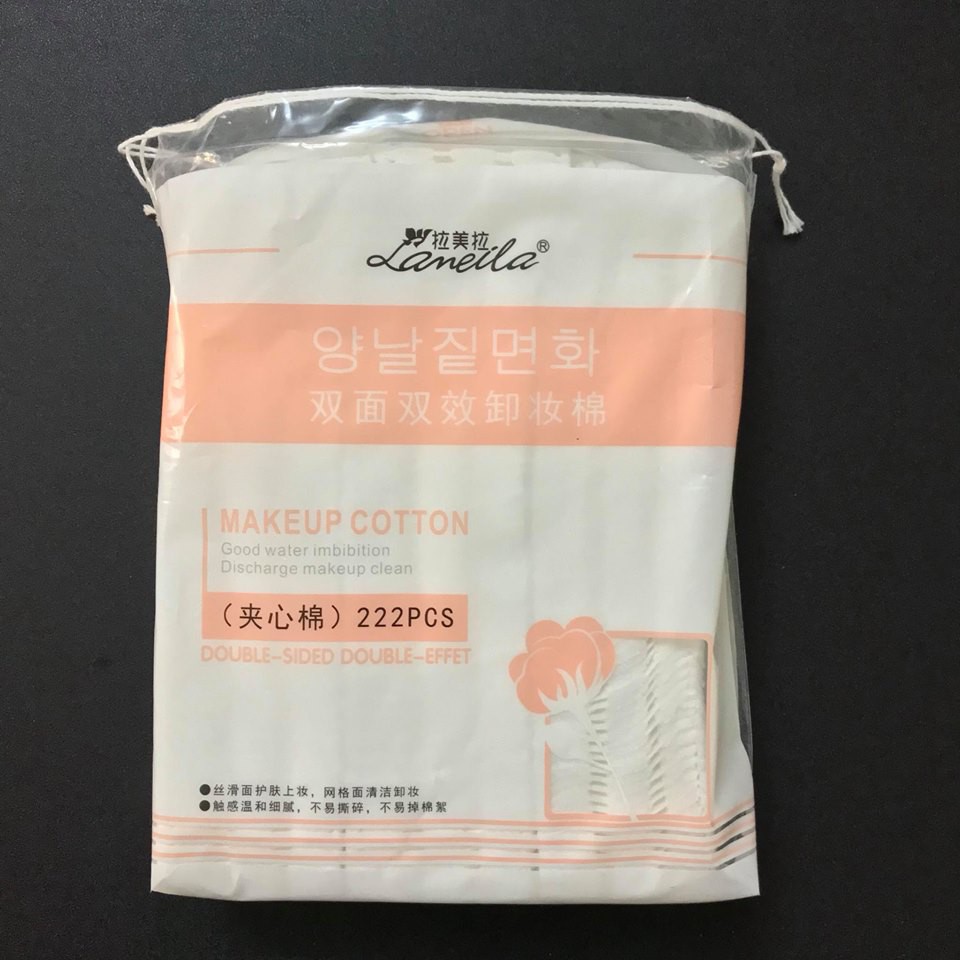 拉美拉
Lameila®
양날짙면화
双面双效卸妆棉
MAKEUP COTTON
Good water imbibition
Discharge makeup clean
（夹心棉）222PCS
DOUBLE-SIDED DOUBLE-EFFET
●丝滑面护肤上妆，网格面清洁卸妆
●触感温和细腻，不易撕碎，不易掉棉絮